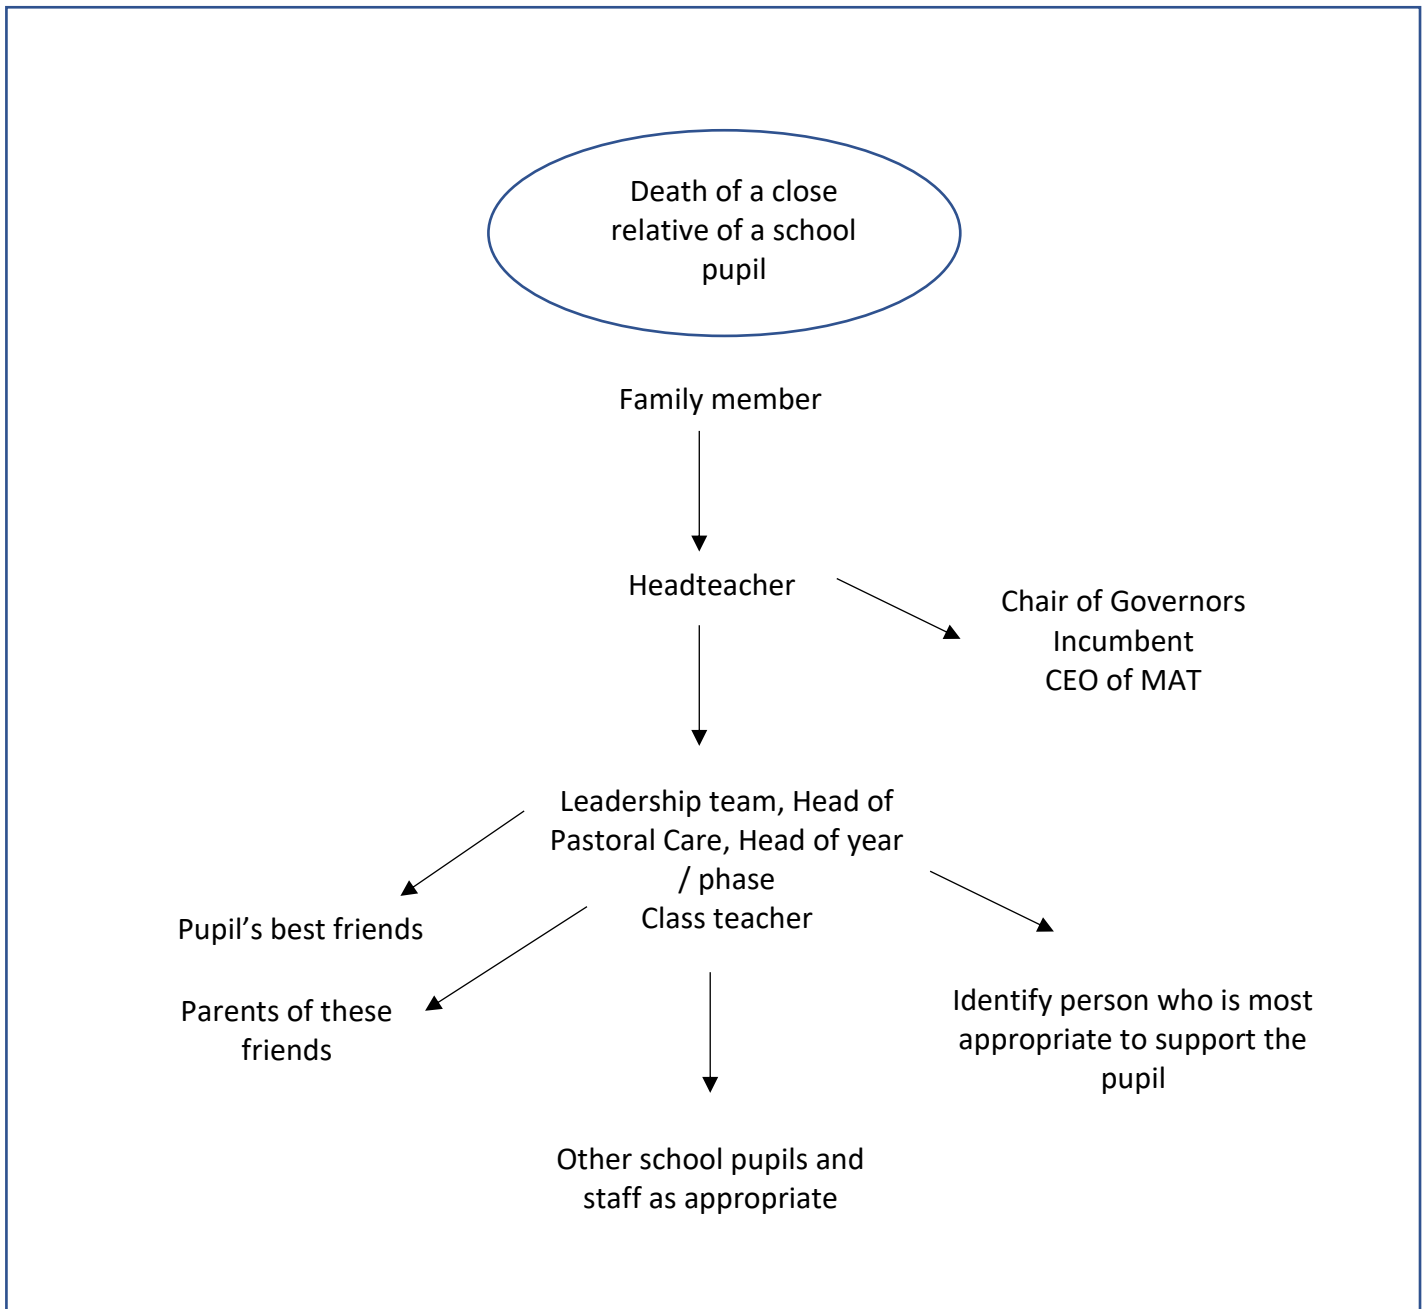 Death of a close
relative of a school
pupil
Family member
Headteacher
Chair of Governors
Incumbent
CEO of MAT
Leadership team, Head of
Pastoral Care, Head of year
/ phase
Class teacher
Pupil’s best friends
Parents of these
friends
Identify person who is most
appropriate to support the
pupil
Other school pupils and
staff as appropriate